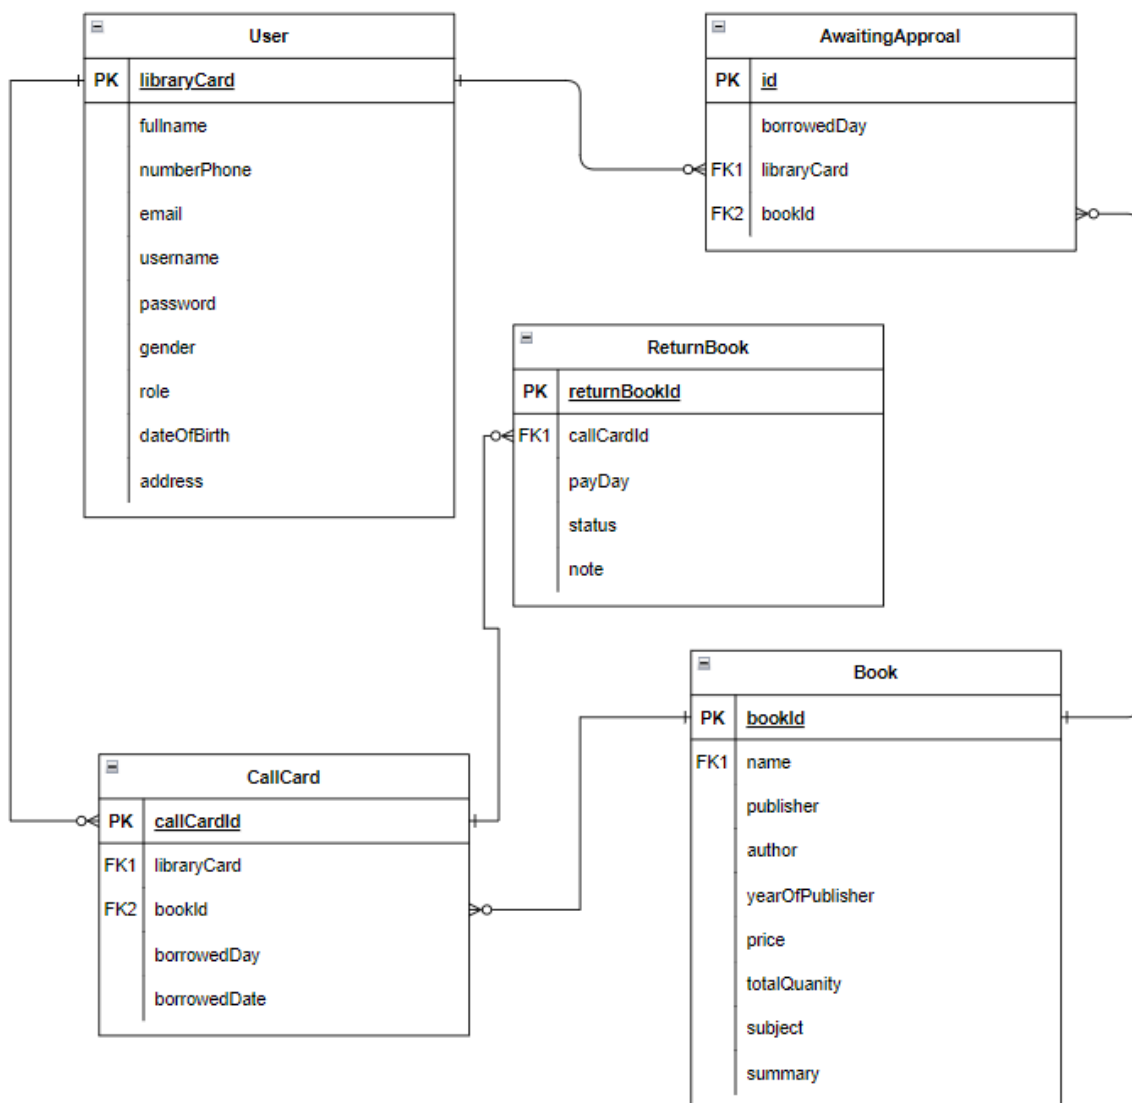 User
PK libraryCard
fullname
numberPhone
email
username
password
gender
role
dateOfBirth
address
AwaitingApproal
PK id
borrowedDay
FK1 libraryCard
FK2 bookId
ReturnBook
PK returnBookId
FK1 callCardId
payDay
status
note
CallCard
PK callCardId
FK1 libraryCard
FK2 bookId
borrowedDay
borrowedDate
Book
PK bookId
FK1 name
publisher
author
yearOfPublisher
price
totalQuanity
subject
summary